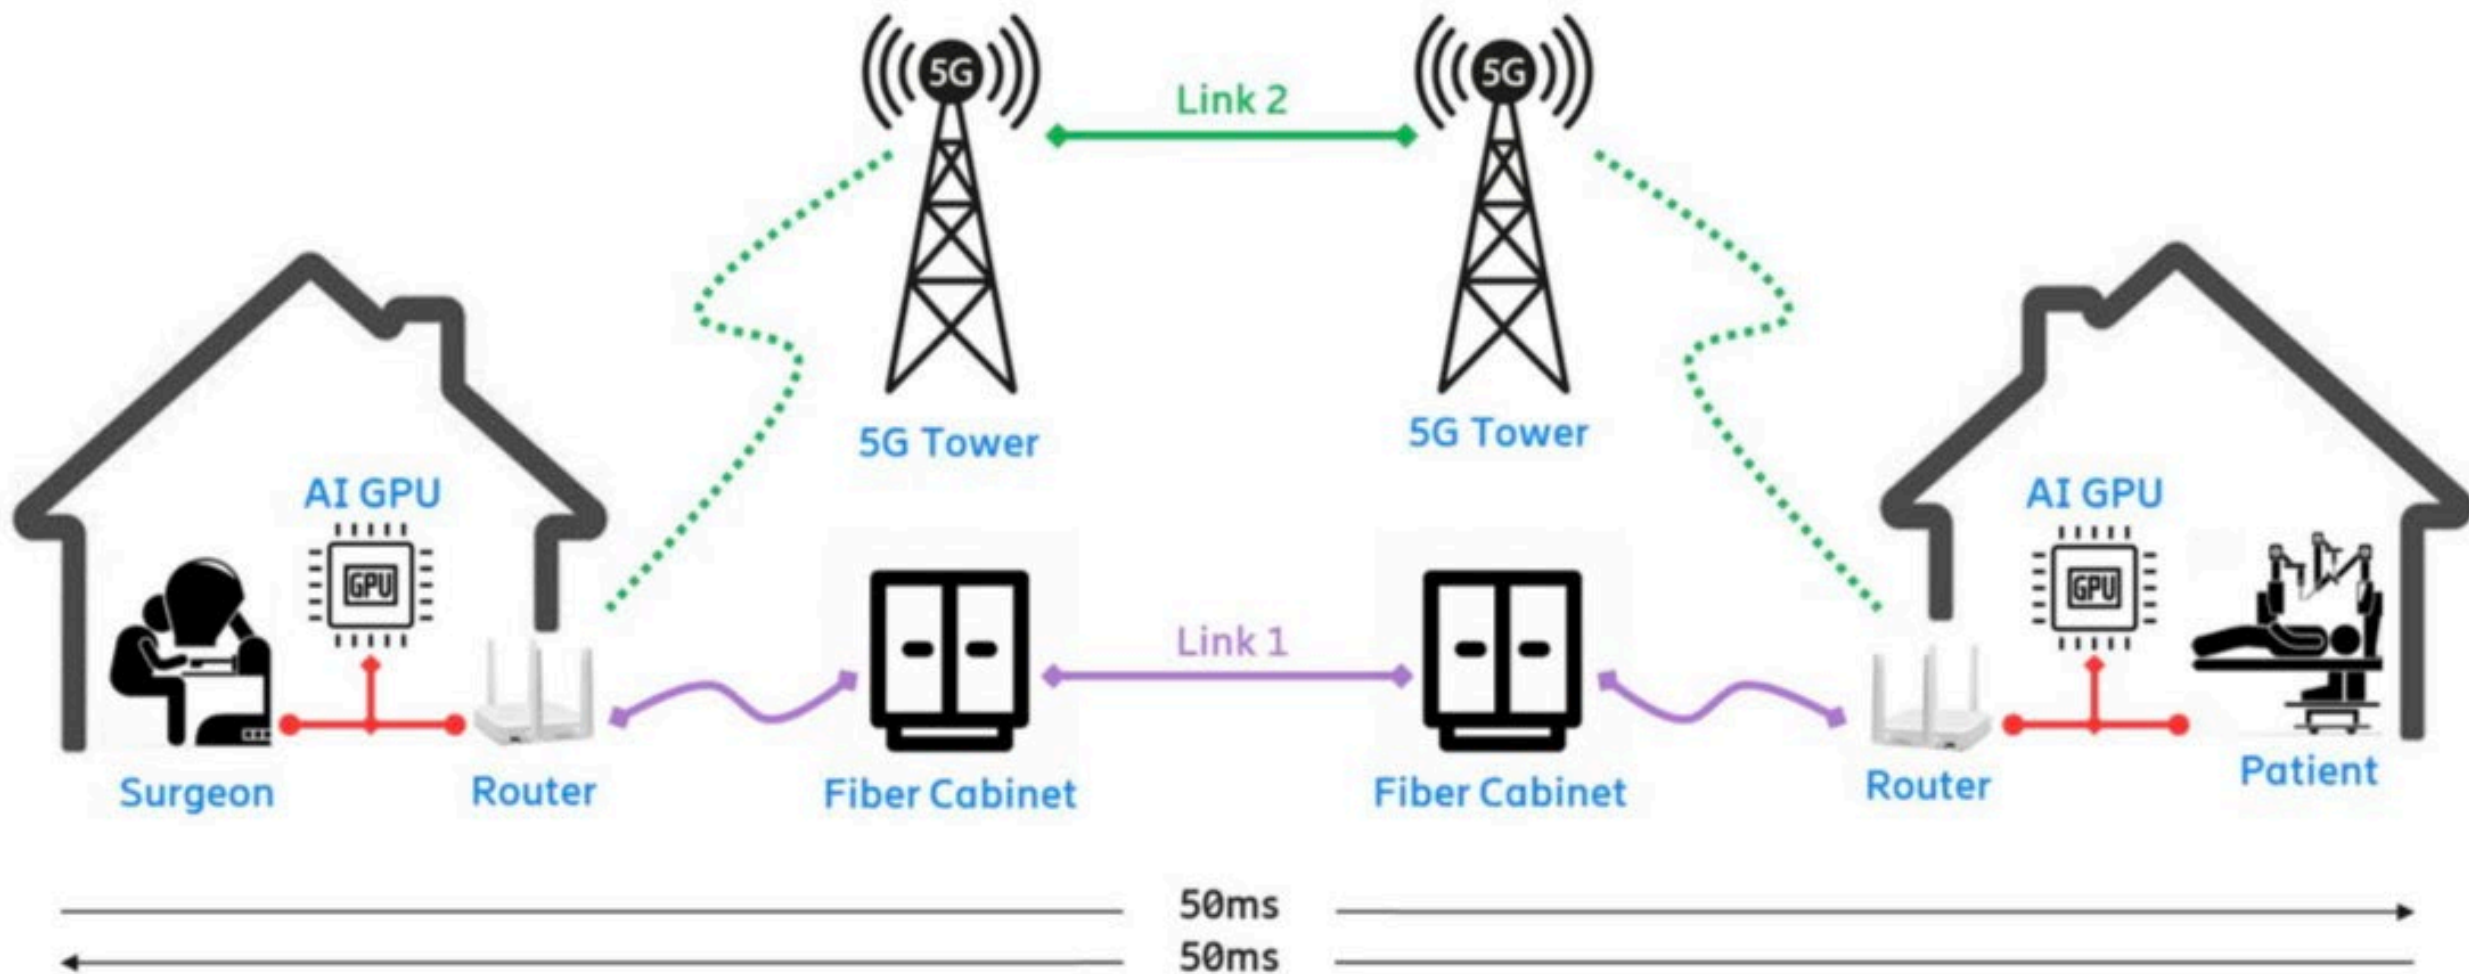 5G
5G
Link 2
5G Tower
5G Tower
AI GPU
AI GPU
GPU
GPU
Link 1
Surgeon
Router
Fiber Cabinet
Fiber Cabinet
Router
Patient
50ms
50ms